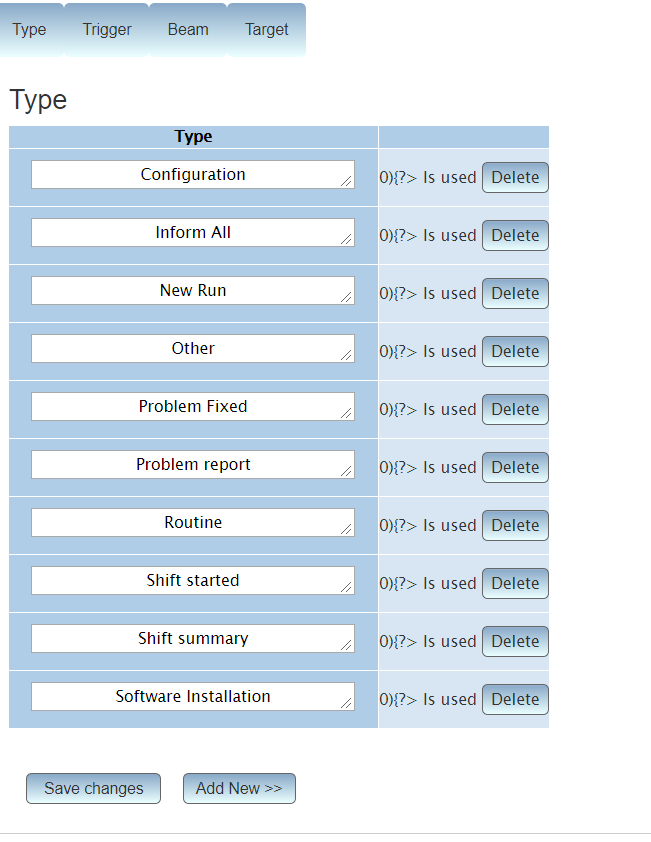 Type Trigger Beam Target
Type
Type
Configuration 0){?> Is used Delete
Inform All 0){?> Is used Delete
New Run 0){?> Is used Delete
Other 0){?> Is used Delete
Problem Fixed 0){?> Is used Delete
Problem report 0){?> Is used Delete
Routine 0){?> Is used Delete
Shift started 0){?> Is used Delete
Shift summary 0){?> Is used Delete
Software Installation 0){?> Is used Delete
Save changes Add New >>